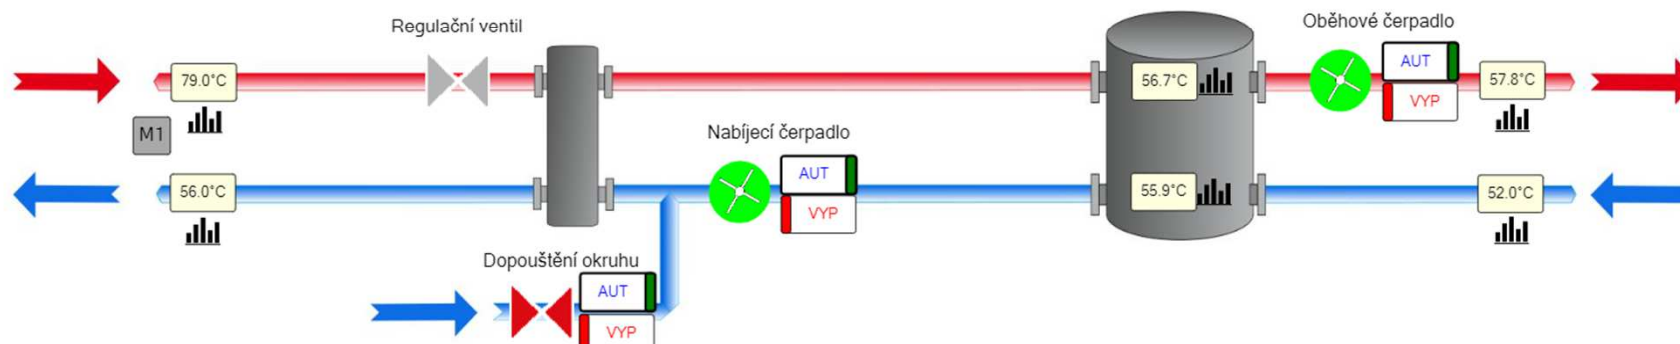 Regulační ventil
Oběhové čerpadlo
79.0°C
56.7°C
AUT
57.8°C
VYP
M1
Nabíjecí čerpadlo
56.0°C
AUT
55.9°C
52.0°C
VYP
Dopouštění okruhu
AUT
VYP